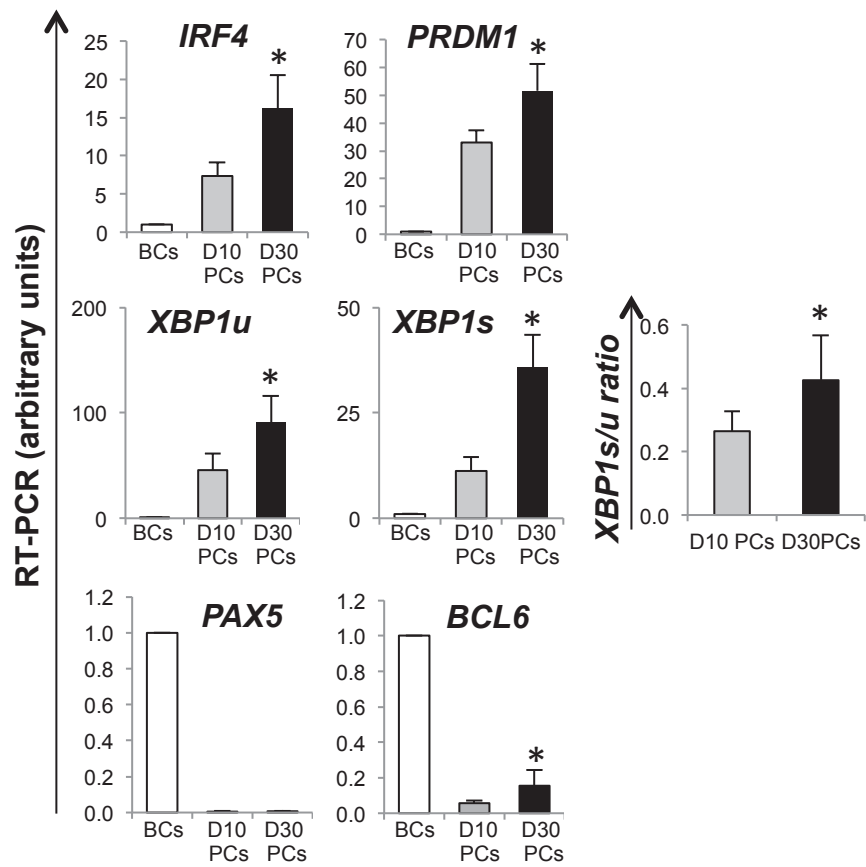 RT-PCR (arbitrary units)
IRF4
*
25
20
15
10
5
0
BCs
D10
PCs
D30
PCs
PRDM1
*
70
60
50
40
30
20
10
0
BCs
D10
PCs
D30
PCs
XBP1u
*
200
100
0
BCs
D10
PCs
D30
PCs
XBP1s
*
50
25
0
BCs
D10
PCs
D30
PCs
XBP1s/u ratio
*
0.6
0.4
0.2
0.0
D10 PCs D30PCs
PAX5
1.2
1.0
0.8
0.6
0.4
0.2
0.0
BCs
D10
PCs
D30
PCs
BCL6
*
1.2
1.0
0.8
0.6
0.4
0.2
0.0
BCs
D10
PCs
D30
PCs